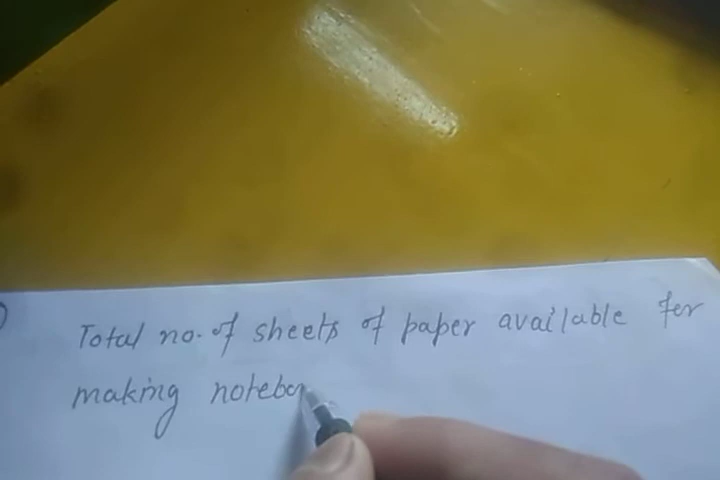 Total no. of sheets of paper available for
making notebo